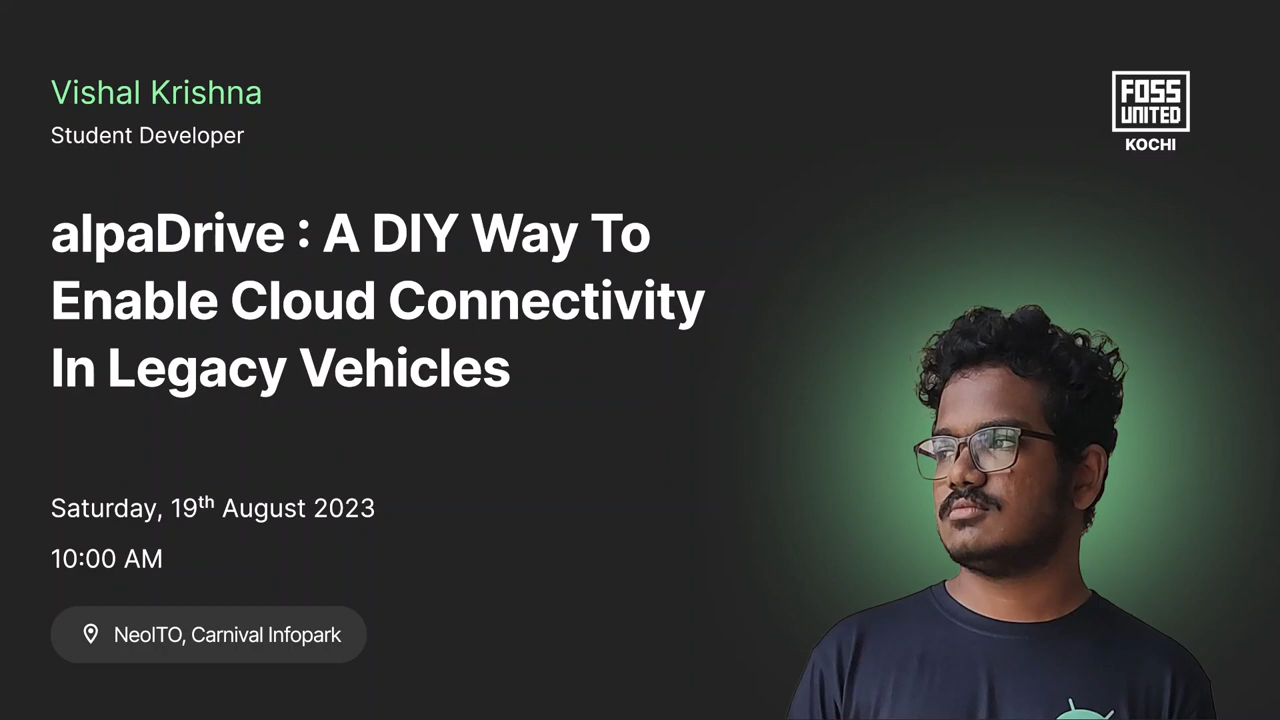 Vishal Krishna
Student Developer
FOSS
UNITED
KOCHI
alpaDrive : A DIY Way To
Enable Cloud Connectivity
In Legacy Vehicles
Saturday, 19th August 2023
10:00 AM
NeoITO, Carnival Infopark